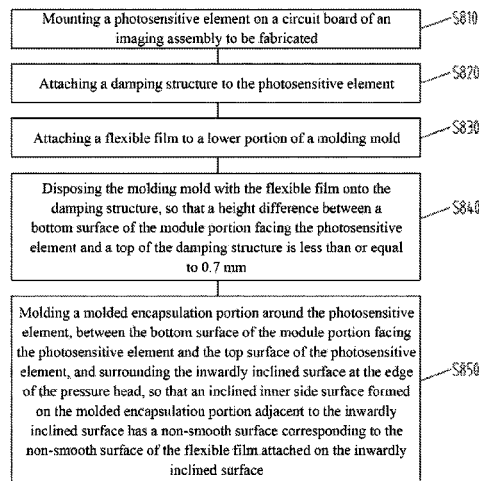 Mounting a photosensitive element on a circuit board of an
imaging assembly to be fabricated
S810
Attaching a damping structure to the photosensitive element
S820
Attaching a flexible film to a lower portion of a molding mold
S830
Disposing the molding mold with the flexible film onto the
damping structure, so that a height difference between a
bottom surface of the module portion facing the photosensitive
element and a top of the damping structure is less than or equal
to 0.7 mm
S840
Molding a molded encapsulation portion around the photosensitive
element, between the bottom surface of the module portion facing
the photosensitive element and the top surface of the photosensitive
element, and surrounding the inwardly inclined surface at the edge
of the pressure head, so that an inclined inner side surface formed
on the molded encapsulation portion adjacent to the inwardly
inclined surface has a non-smooth surface corresponding to the
non-smooth surface of the flexible film attached on the inwardly
inclined surface
S850